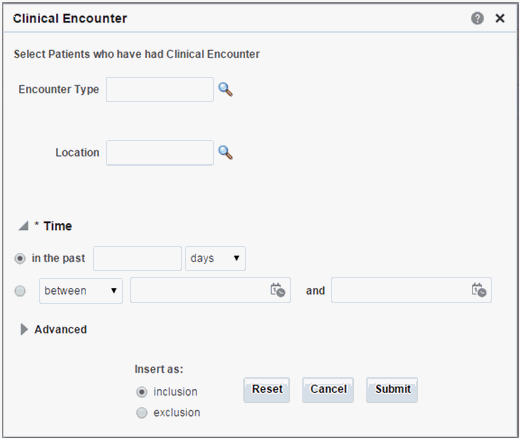 Clinical Encounter
Select Patients who have had Clinical Encounter
Encounter Type
Location
* Time
in the past days
between and
Advanced
Insert as:
inclusion
exclusion
Reset Cancel Submit